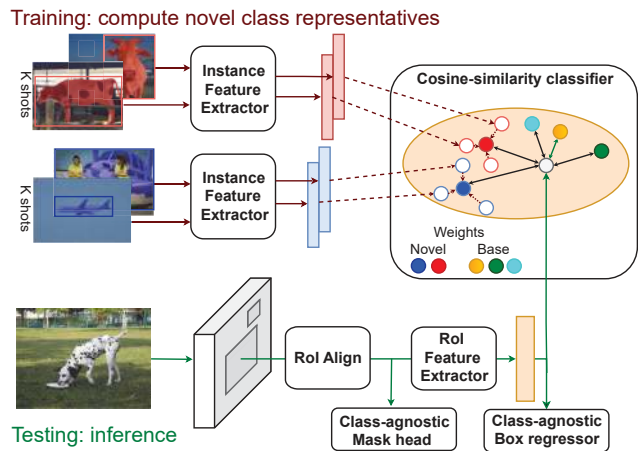 Training: compute novel class representatives
K shots
Instance
Feature
Extractor
Cosine-similarity classifier
K shots
Instance
Feature
Extractor
Weights
Novel
Base
RoI Align
RoI
Feature
Extractor
Class-agnostic
Mask head
Class-agnostic
Box regressor
Testing: inference